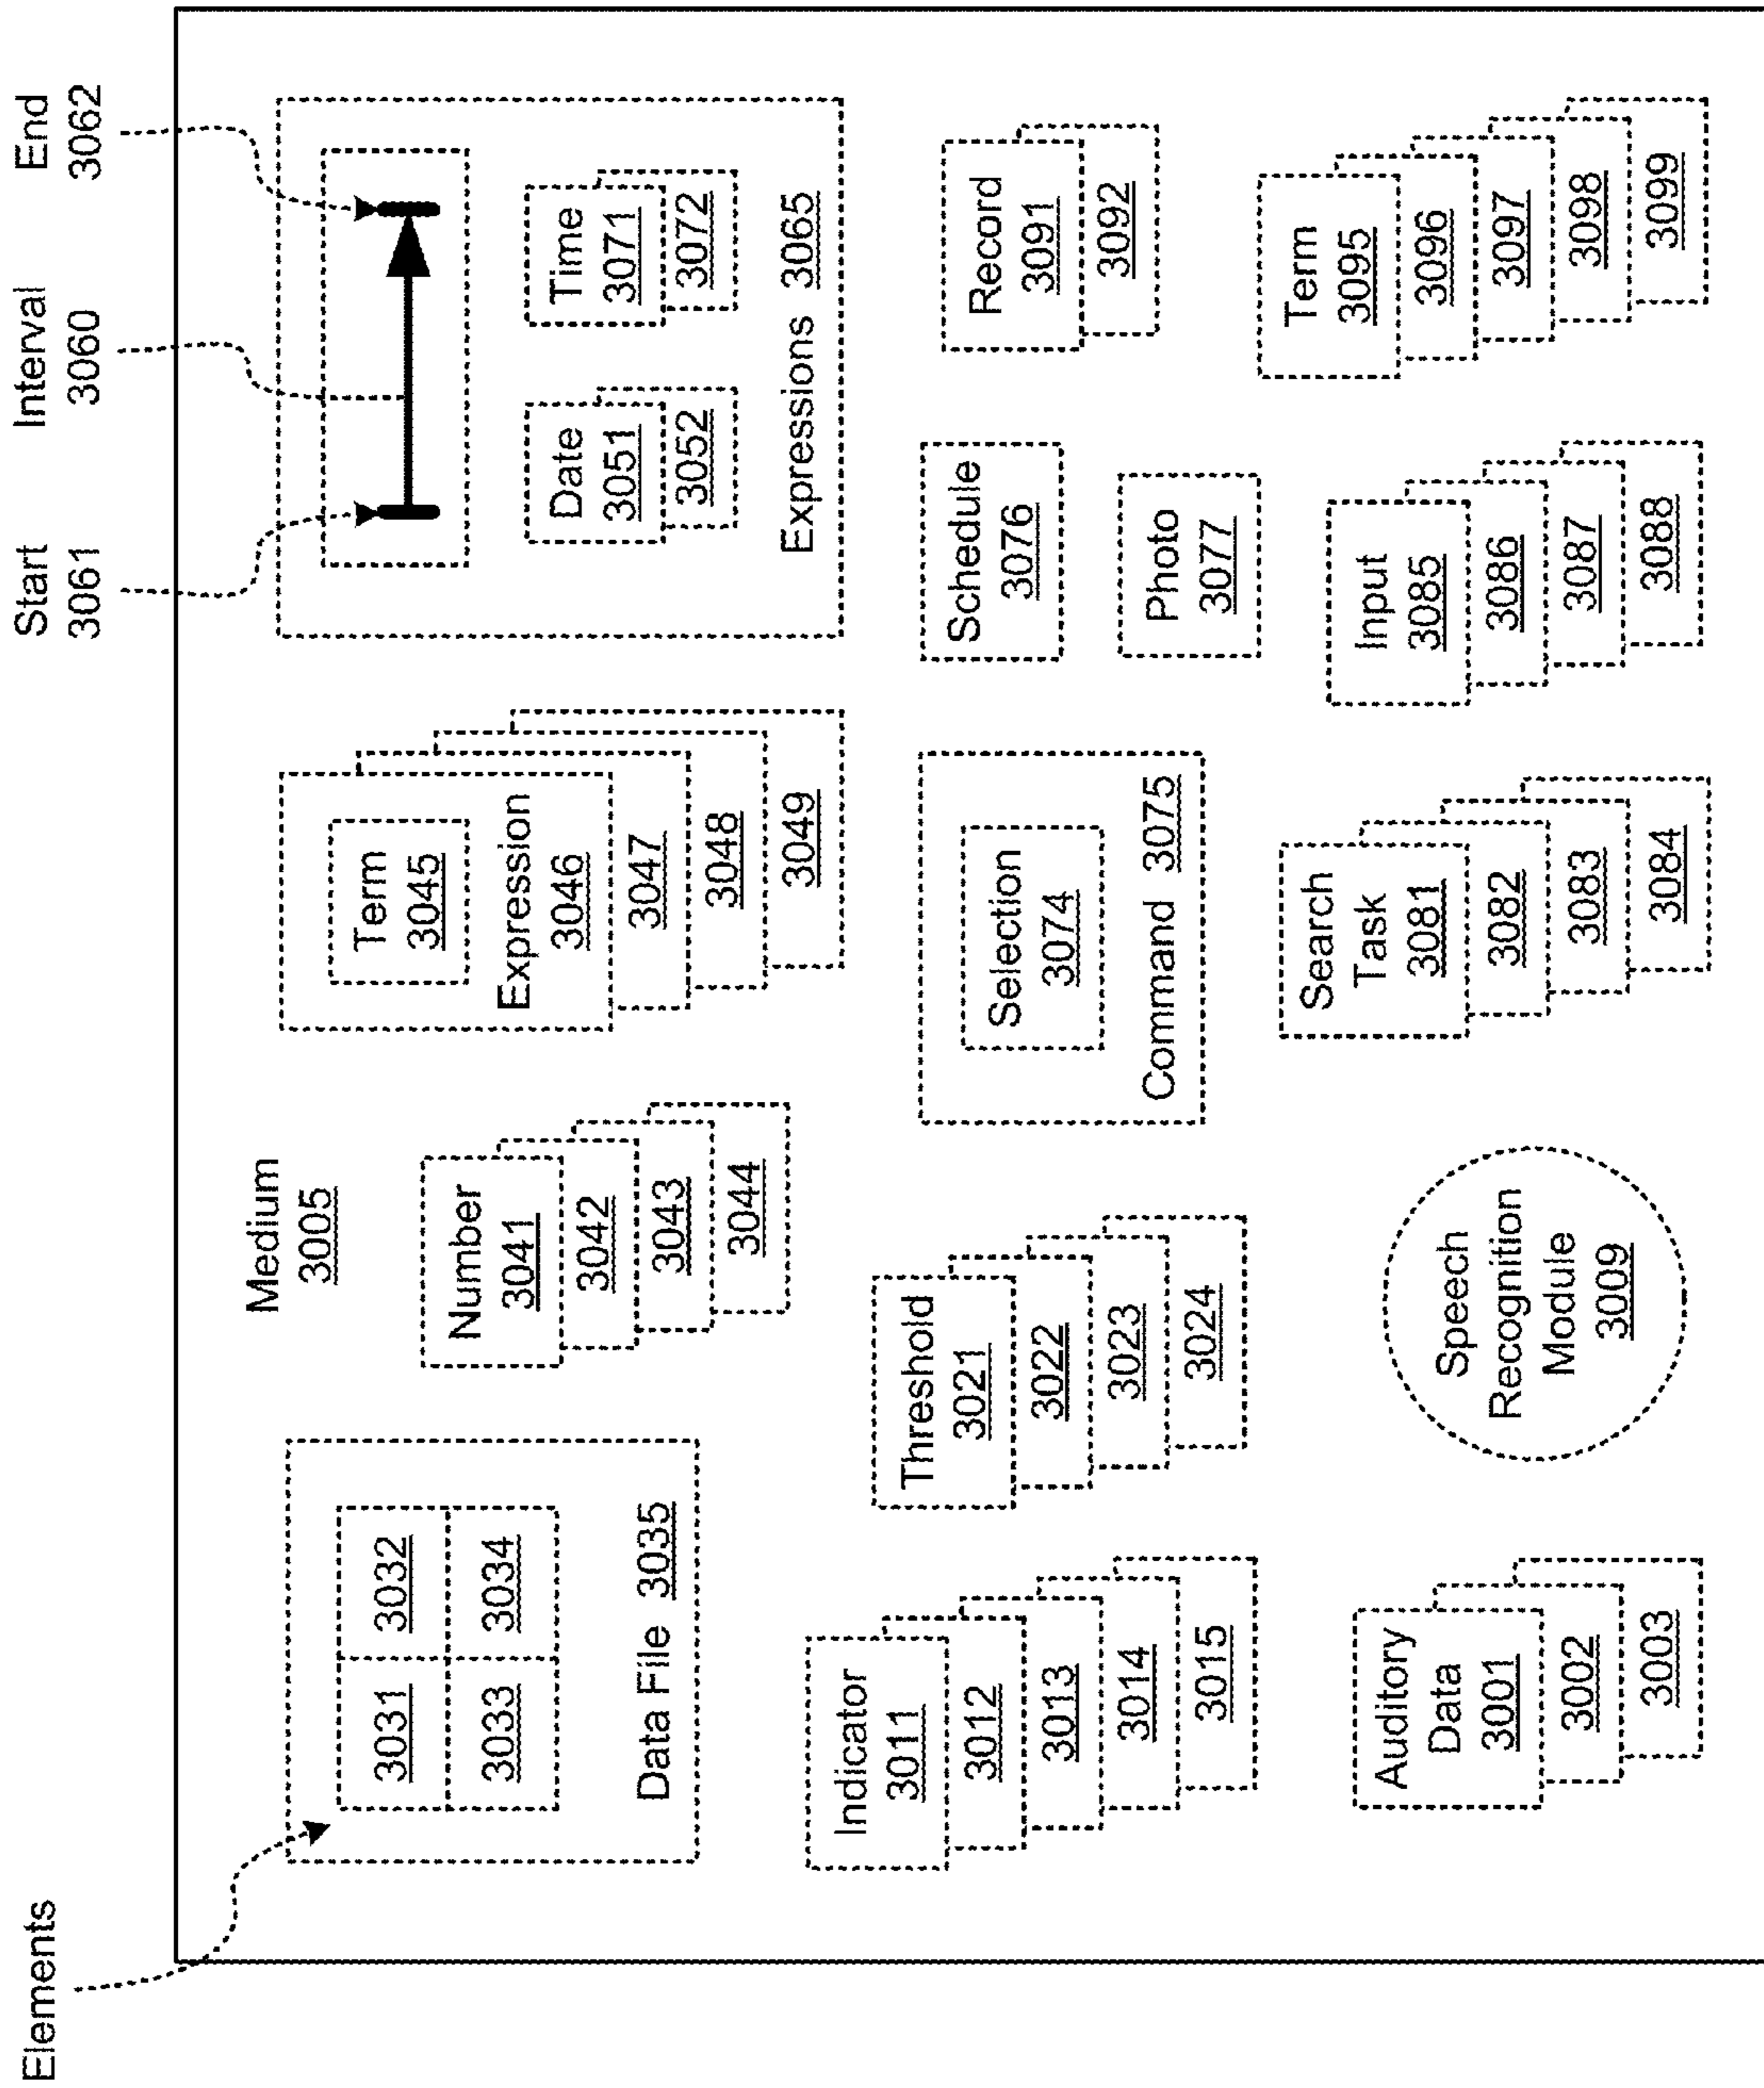 Elements
Start
3061
Interval
3060
End
3062
Medium
3005
3031
3032
3033
3034
Data File 3035
Number
3041
3042
3043
3044
Term
3045
Expression
3046
3047
3048
3049
Date
3051
3052
Time
3071
3072
Expressions 3065
Indicator
3011
3012
3013
3014
3015
Threshold
3021
3022
3023
3024
Selection
3074
Command 3075
Schedule
3076
Photo
3077
Record
3091
3092
Auditory
Data
3001
3002
3003
Speech
Recognition
Module
3009
Search
Task
3081
3082
3083
3084
Input
3085
3086
3087
3088
Term
3095
3096
3097
3098
3099